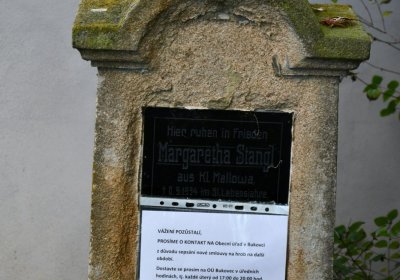 Hier ruhen in Frieden
Margaretha Stangl
aus Kl. Mallowa.
VÁŽENÍ POZŮSTALÍ,
PROSÍME O KONTAKT NA Obecní úřad v Bukovci
z důvodu sepsání nové smlouvy na hrob na další
období.
Dostavte se prosím na OÚ Bukovec v úředních
hodinách, tj. každé úterý od 17:00 do 20:00 hod.